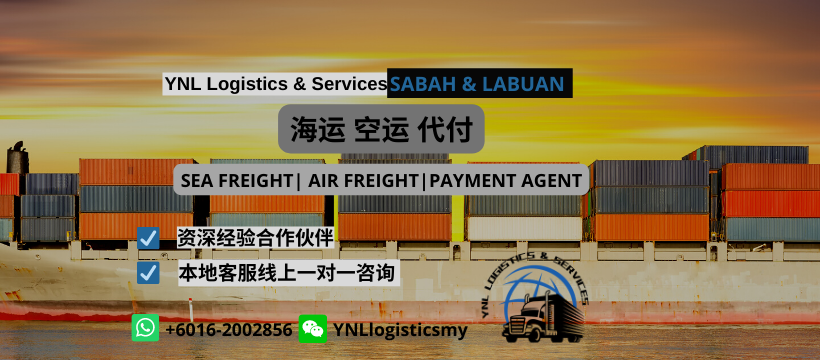 YNL Logistics & Services SABAH & LABUAN
海运 空运 代付
SEA FREIGHT| AIR FREIGHT|PAYMENT AGENT
资深经验合作伙伴
本地客服线上一对一咨询
YNL LOGISTICS & SERVICES
+6016-2002856 YNLlogisticsmy